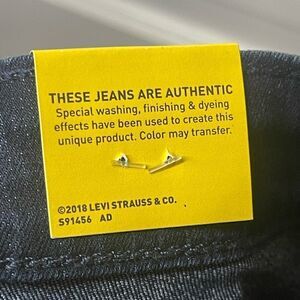 THESE JEANS ARE AUTHENTIC
Special washing, finishing & dyeing
effects have been used to create this
unique product. Color may transfer.
©2018 LEVI STRAUSS & CO.
S91456 AD